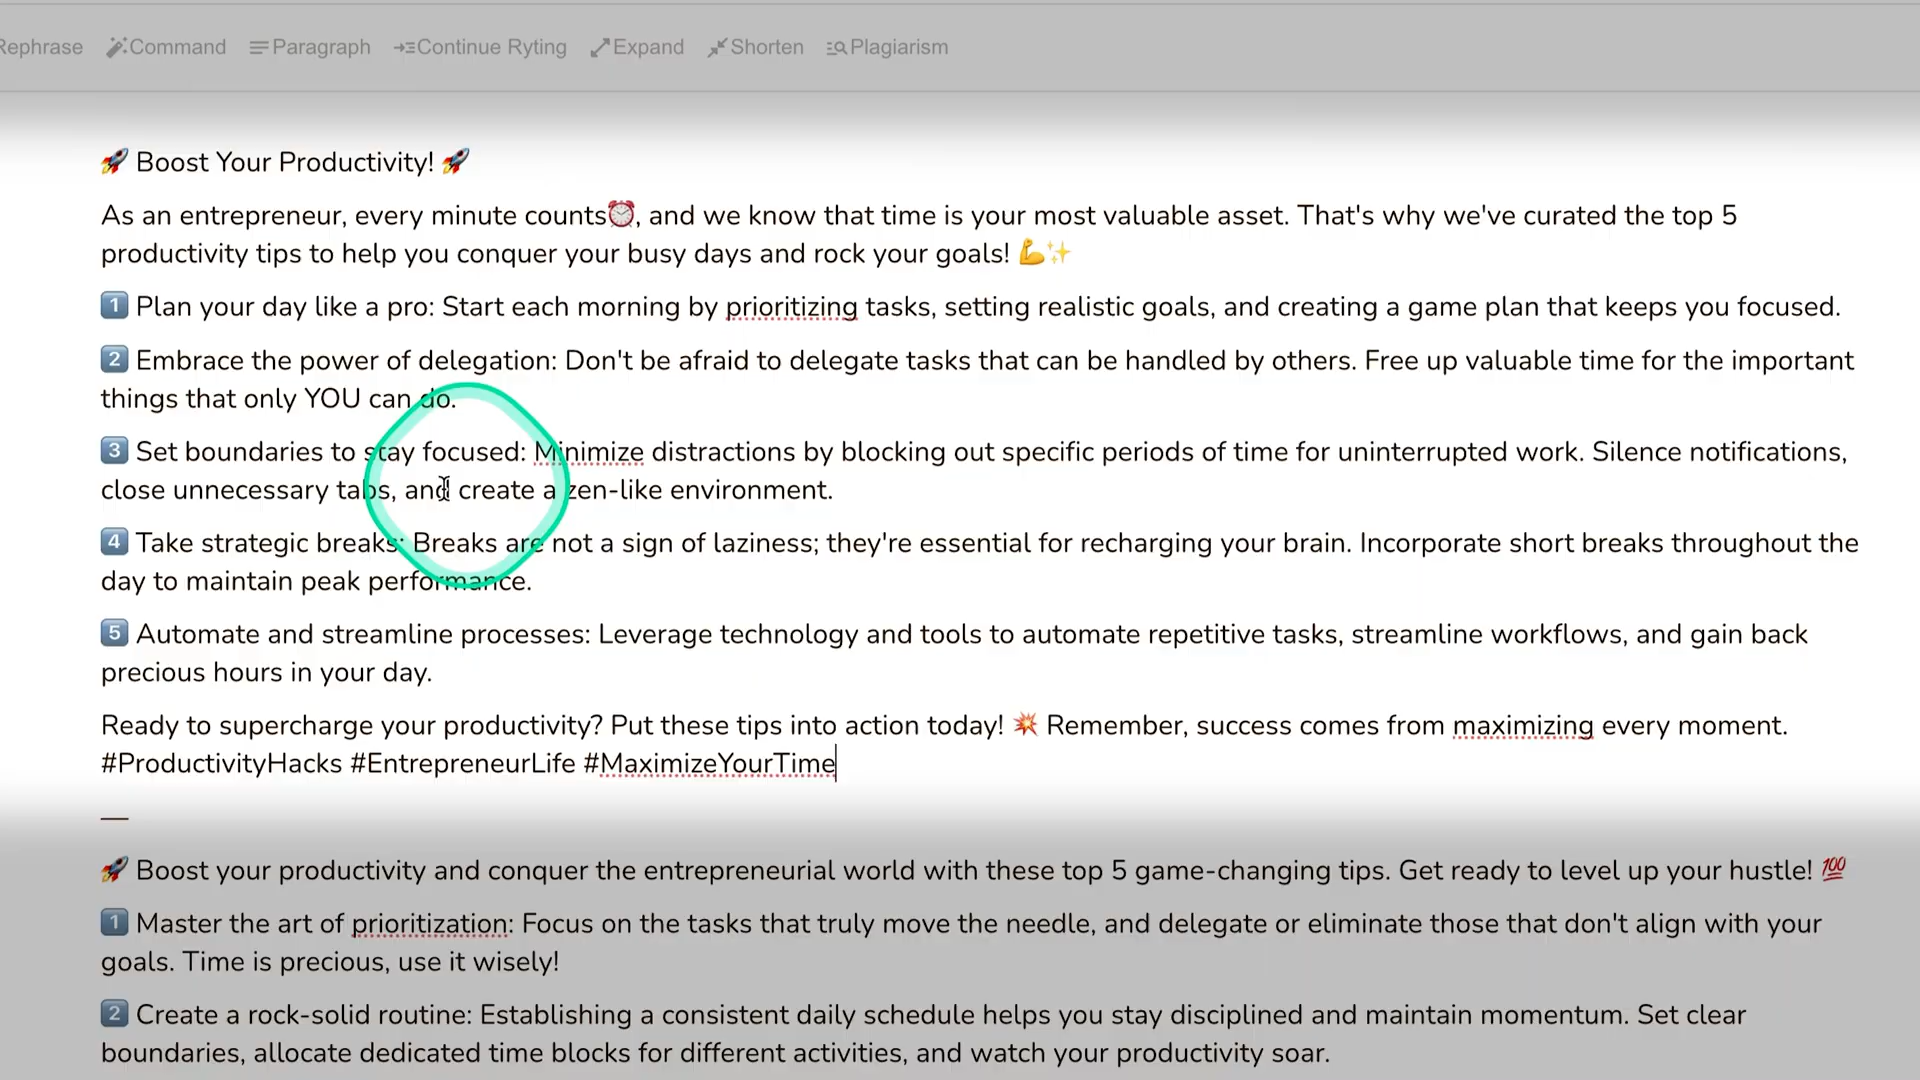 Rephrase Command Paragraph Continue Ryting Expand Shorten Plagiarism
🚀 Boost Your Productivity! 🚀
As an entrepreneur, every minute counts⏰, and we know that time is your most valuable asset. That's why we've curated the top 5
productivity tips to help you conquer your busy days and rock your goals! 💪✨
1️⃣ Plan your day like a pro: Start each morning by prioritizing tasks, setting realistic goals, and creating a game plan that keeps you focused.
2️⃣ Embrace the power of delegation: Don't be afraid to delegate tasks that can be handled by others. Free up valuable time for the important
things that only YOU can do.
3️⃣ Set boundaries to stay focused: Minimize distractions by blocking out specific periods of time for uninterrupted work. Silence notifications,
close unnecessary tabs, and create a zen-like environment.
4️⃣ Take strategic breaks: Breaks are not a sign of laziness; they're essential for recharging your brain. Incorporate short breaks throughout the
day to maintain peak performance.
5️⃣ Automate and streamline processes: Leverage technology and tools to automate repetitive tasks, streamline workflows, and gain back
precious hours in your day.
Ready to supercharge your productivity? Put these tips into action today! 💥 Remember, success comes from maximizing every moment.
#ProductivityHacks #EntrepreneurLife #MaximizeYourTime
—
🚀 Boost your productivity and conquer the entrepreneurial world with these top 5 game-changing tips. Get ready to level up your hustle! 💯
1️⃣ Master the art of prioritization: Focus on the tasks that truly move the needle, and delegate or eliminate those that don't align with your
goals. Time is precious, use it wisely!
2️⃣ Create a rock-solid routine: Establishing a consistent daily schedule helps you stay disciplined and maintain momentum. Set clear
boundaries, allocate dedicated time blocks for different activities, and watch your productivity soar.